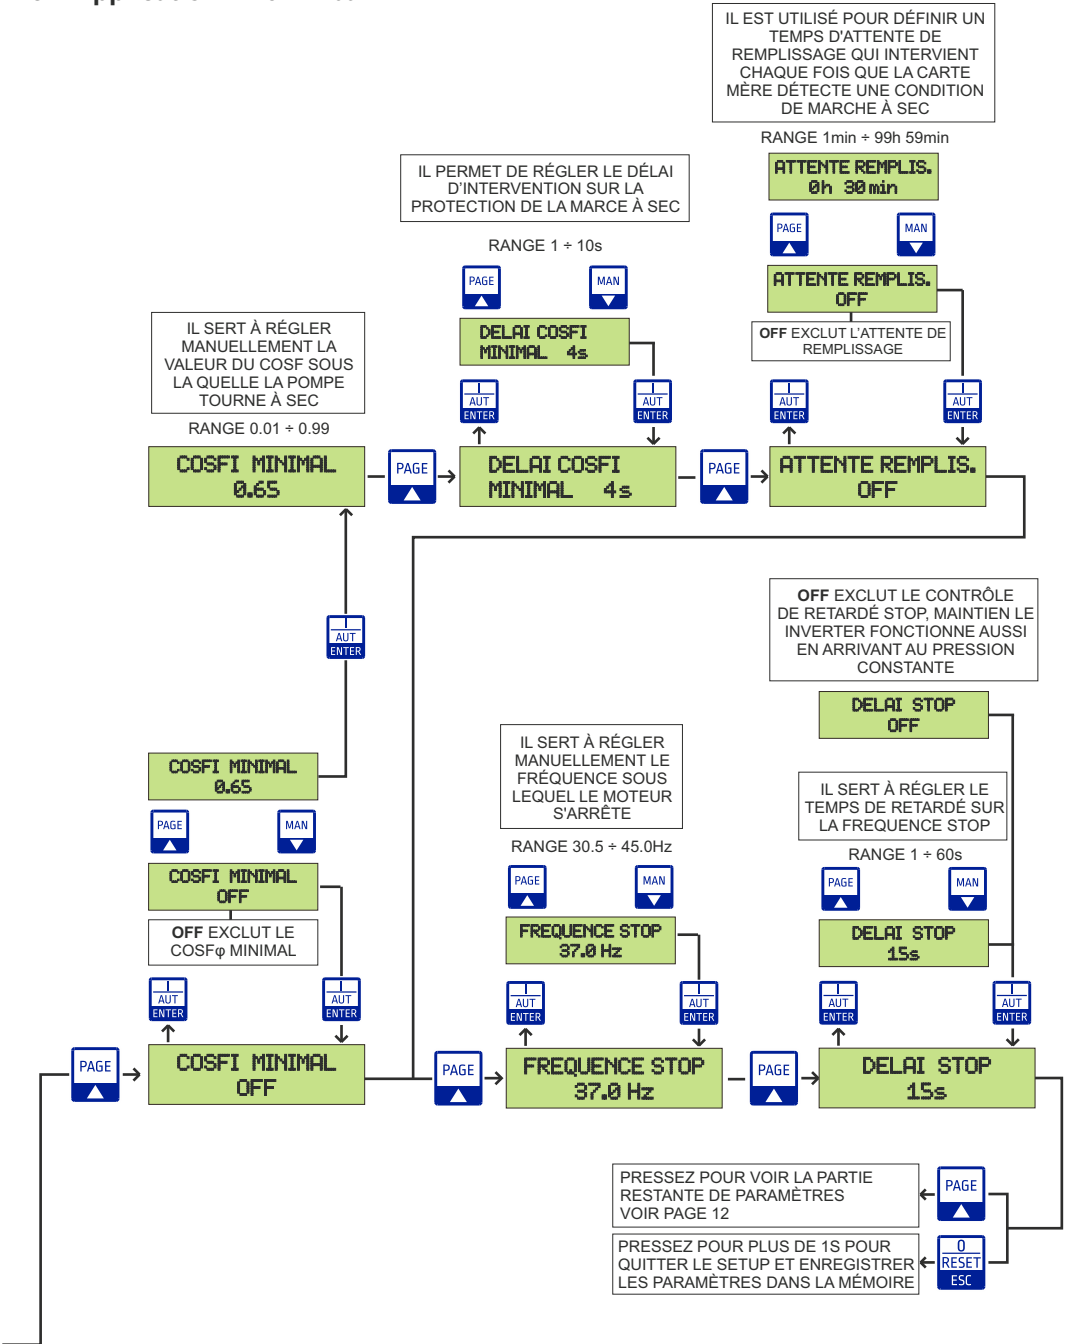 IL EST UTILISÉ POUR DÉFINIR UN
TEMPS D'ATTENTE DE
REMPLISSAGE QUI INTERVIENT
CHAQUE FOIS QUE LA CARTE
MÈRE DÉTECTE UNE CONDITION
DE MARCHE À SEC
RANGE 1min ÷ 99h 59min
ATTENTE REMPLIS.
0h 30min
PAGE
MAN
ATTENTE REMPLIS.
OFF
OFF EXCLUT L'ATTENTE DE
REMPLISSAGE
AUT
ENTER
AUT
ENTER
IL PERMET DE RÉGLER LE DÉLAI
D'INTERVENTION SUR LA
PROTECTION DE LA MARCE À SEC
RANGE 1 ÷ 10s
PAGE
MAN
DELAI COSFI
MINIMAL 4s
AUT
ENTER
AUT
ENTER
IL SERT À RÉGLER
MANUELLEMENT LA
VALEUR DU COSF SOUS
LA QUELLE LA POMPE
TOURNE À SEC
RANGE 0.01 ÷ 0.99
COSFI MINIMAL
0.65
PAGE
DELAI COSFI
MINIMAL 4s
PAGE
ATTENTE REMPLIS.
OFF
AUT
ENTER
COSFI MINIMAL
0.65
PAGE
MAN
COSFI MINIMAL
OFF
OFF EXCLUT LE
COSFφ MINIMAL
AUT
ENTER
AUT
ENTER
IL SERT À RÉGLER
MANUELLEMENT LE
FRÉQUENCE SOUS
LEQUEL LE MOTEUR
S'ARRÊTE
RANGE 30.5 ÷ 45.0Hz
PAGE
MAN
FREQUENCE STOP
37.0 Hz
AUT
ENTER
AUT
ENTER
OFF EXCLUT LE CONTRÔLE
DE RETARDÉ STOP, MAINTIEN LE
INVERTER FONCTIONNE AUSSI
EN ARRIVANT AU PRESSION
CONSTANTE
DELAI STOP
OFF
IL SERT À RÉGLER LE
TEMPS DE RETARDÉ SUR
LA FREQUENCE STOP
RANGE 1 ÷ 60s
PAGE
MAN
DELAI STOP
15s
AUT
ENTER
AUT
ENTER
PAGE
COSFI MINIMAL
OFF
PAGE
FREQUENCE STOP
37.0 Hz
PAGE
DELAI STOP
15s
PRESSEZ POUR VOIR LA PARTIE
RESTANTE DE PARAMÈTRES
VOIR PAGE 12
PAGE
PRESSEZ POUR PLUS DE 1S POUR
QUITTER LE SETUP ET ENREGISTRER
LES PARAMÈTRES DANS LA MÉMOIRE
0
RESET
ESC